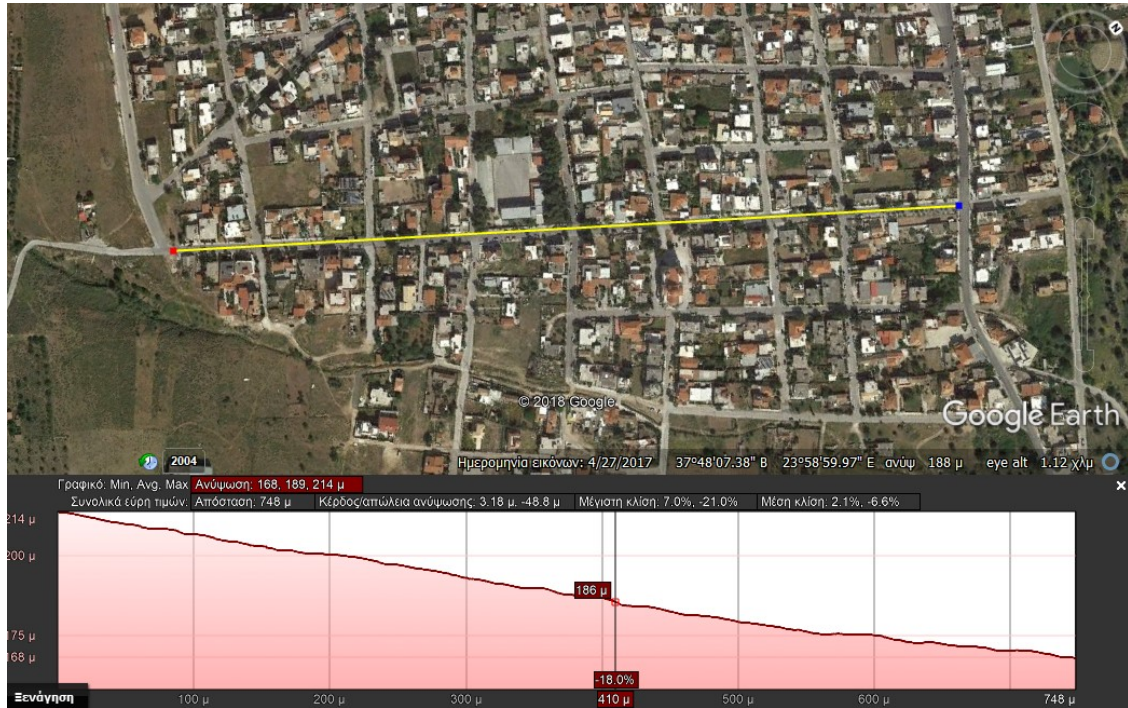 N
© 2018 Google
Google Earth
2004
Ημερομηνία εικόνων: 4/27/2017 37°48'07.38" Β 23°58'59.97" Ε ανύψ 188 μ eye alt 1.12 χλμ
Γραφικό: Min, Avg. Max Ανύψωση: 168, 189, 214 μ
Συνολικά εύρη τιμών: Απόσταση: 748 μ Κέρδος/απώλεια ανύψωσης: 3.18 μ, -48.8 μ Μέγιστη κλίση: 7.0%, -21.0% Μέση κλίση: 2.1%, -6.6%
214 μ
200 μ
186 μ
175 μ
168 μ
-18.0%
Ξενάγηση 100 μ 200 μ 300 μ 410 μ 500 μ 600 μ 748 μ